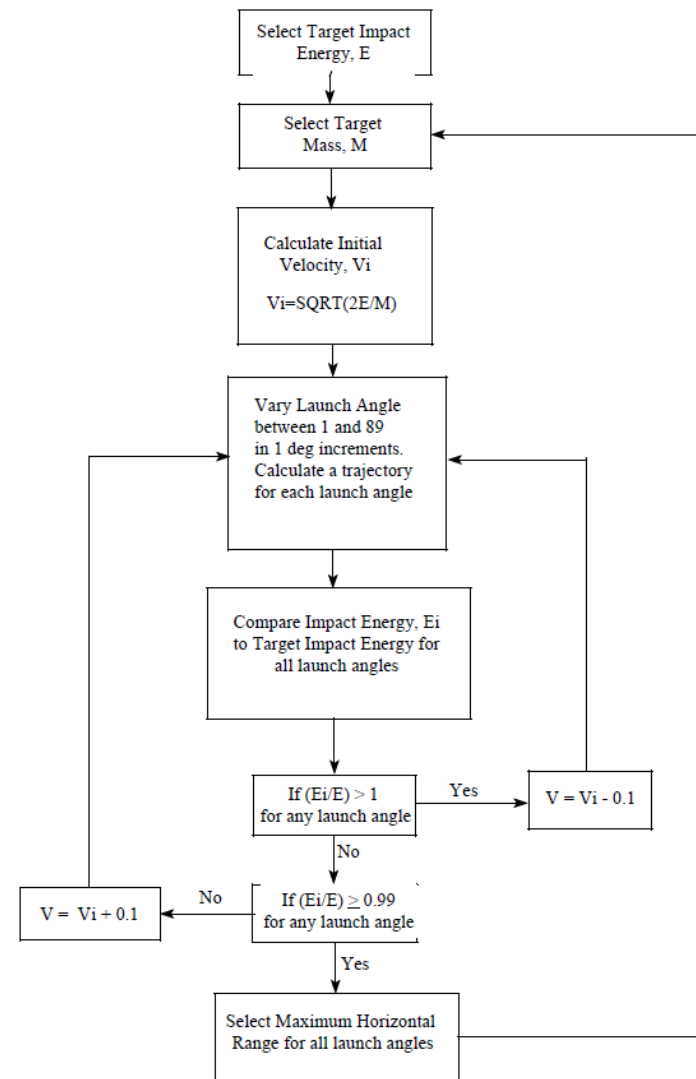 Select Target Impact
Energy, E
Select Target
Mass, M
Calculate Initial
Velocity, Vi
Vi=SQRT(2E/M)
Vary Launch Angle
between 1 and 89
in 1 deg increments.
Calculate a trajectory
for each launch angle
Compare Impact Energy, Ei
to Target Impact Energy for
all launch angles
If (Ei/E) > 1
for any launch angle
Yes
V = Vi - 0.1
No
If (Ei/E) ≥ 0.99
for any launch angle
No
V = Vi + 0.1
Yes
Select Maximum Horizontal
Range for all launch angles